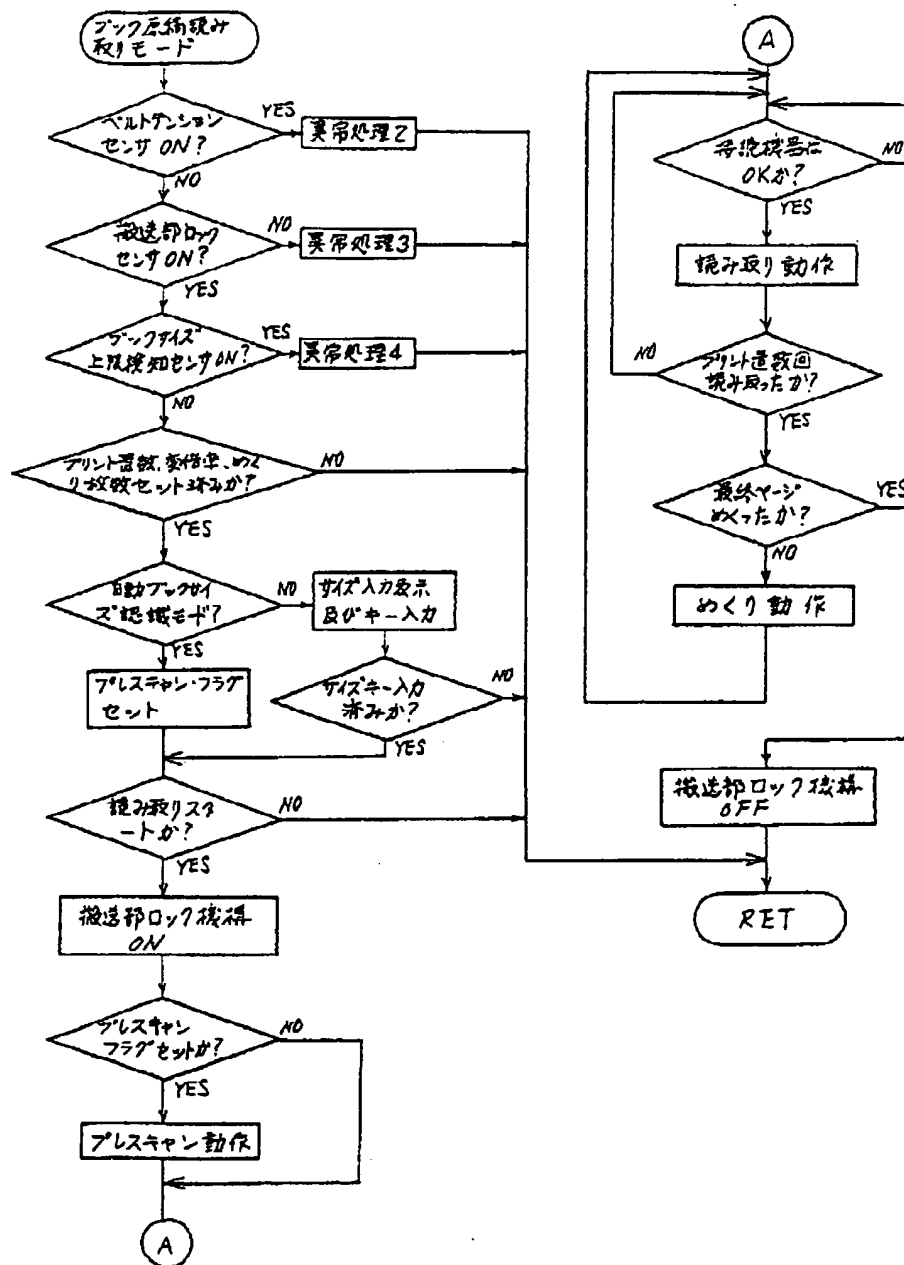 ブック原稿読み
取りモード
ベルトテンション
センサ ON?
YES
異常処理2
NO
搬送部ロック
センサ ON?
NO
異常処理3
YES
ブックサイズ
上限検知センサON?
YES
異常処理4
NO
プリント置数、変倍率、めく
り枚数セット済みか?
NO
YES
自動ブックサイ
ズ認識モード?
NO
サイズ入力表示
及びキー入力
YES
プレスキャン・フラグ
セット
サイズキー入力
済みか?
NO
YES
読み取りスタ
ートか?
NO
YES
搬送部ロック機構
ON
プレスキャン
フラグセットか?
NO
YES
プレスキャン動作
A
A
接続機器は
OKか?
NO
YES
読み取り動作
プリント置数回
読み取ったか?
NO
YES
最終ページ
めくったか?
YES
NO
めくり動作
搬送部ロック機構
OFF
RET